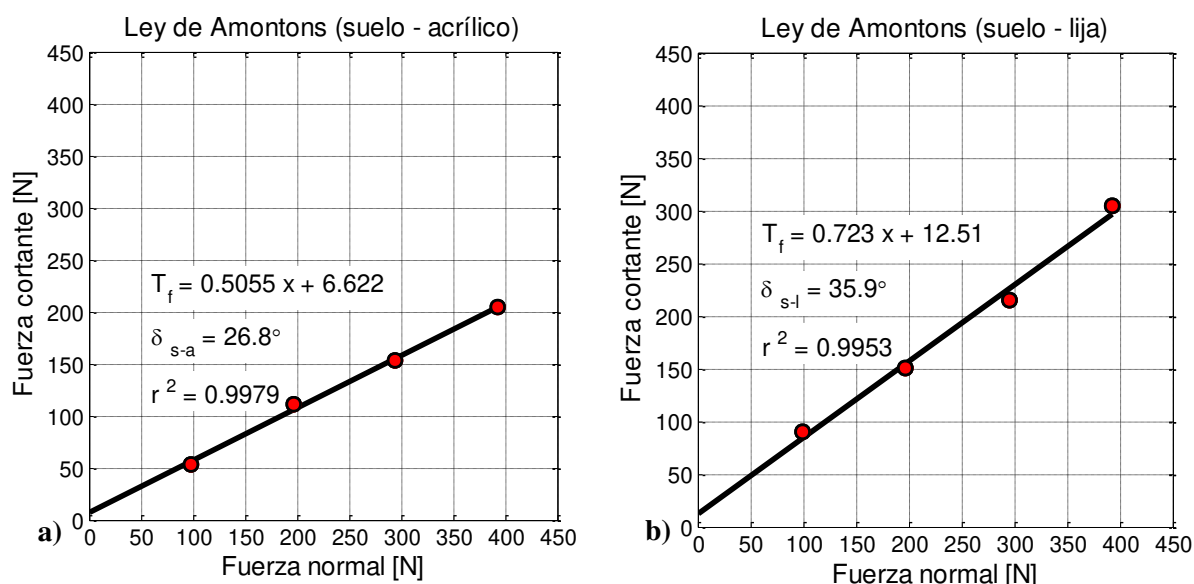 Ley de Amontons (suelo - acrílico)
450
400
350
300
250
200
150
100
50
0
Fuerza cortante [N]
T f = 0.5055 x + 6.622
δ s-a = 26.8°
r 2 = 0.9979
0 50 100 150 200 250 300 350 400 450
Fuerza normal [N]
a)
Ley de Amontons (suelo - lija)
450
400
350
300
250
200
150
100
50
0
Fuerza cortante [N]
T f = 0.723 x + 12.51
δ s-l = 35.9°
r 2 = 0.9953
0 50 100 150 200 250 300 350 400 450
Fuerza normal [N]
b)